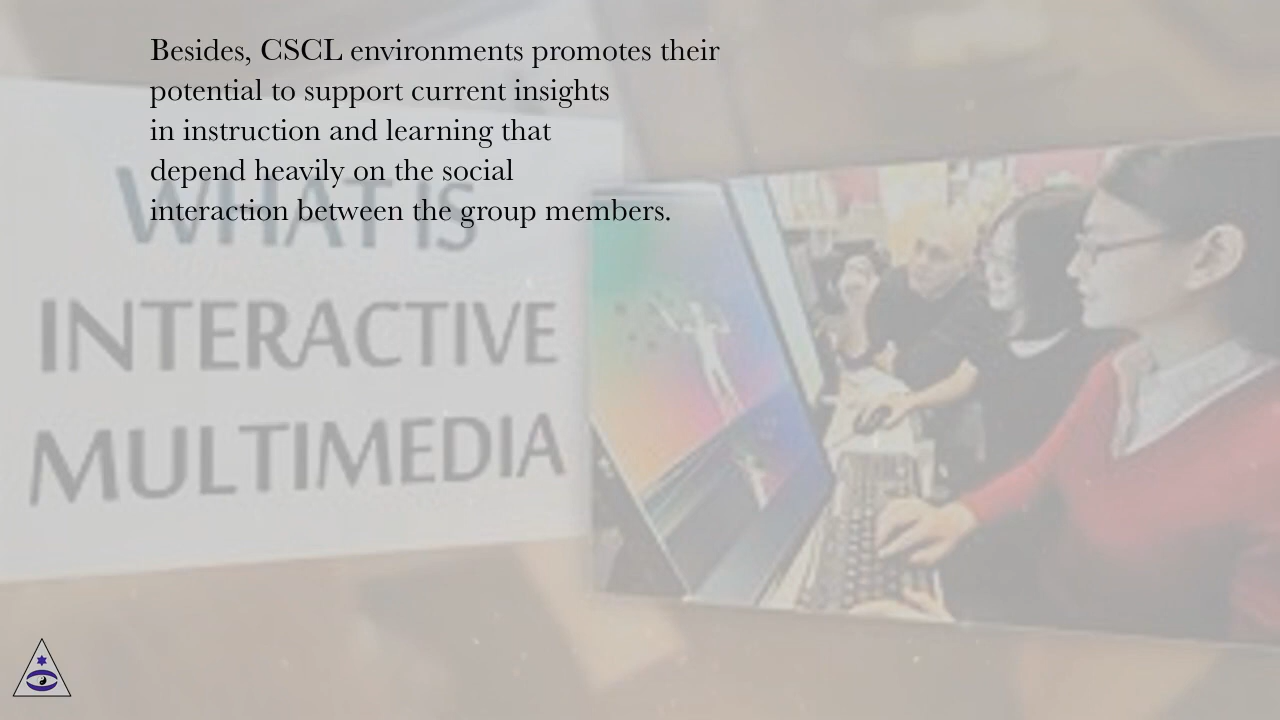 Besides, CSCL environments promotes their
potential to support current insights
in instruction and learning that
depend heavily on the social
interaction between the group members.
WHAT IS
INTERACTIVE
MULTIMEDIA